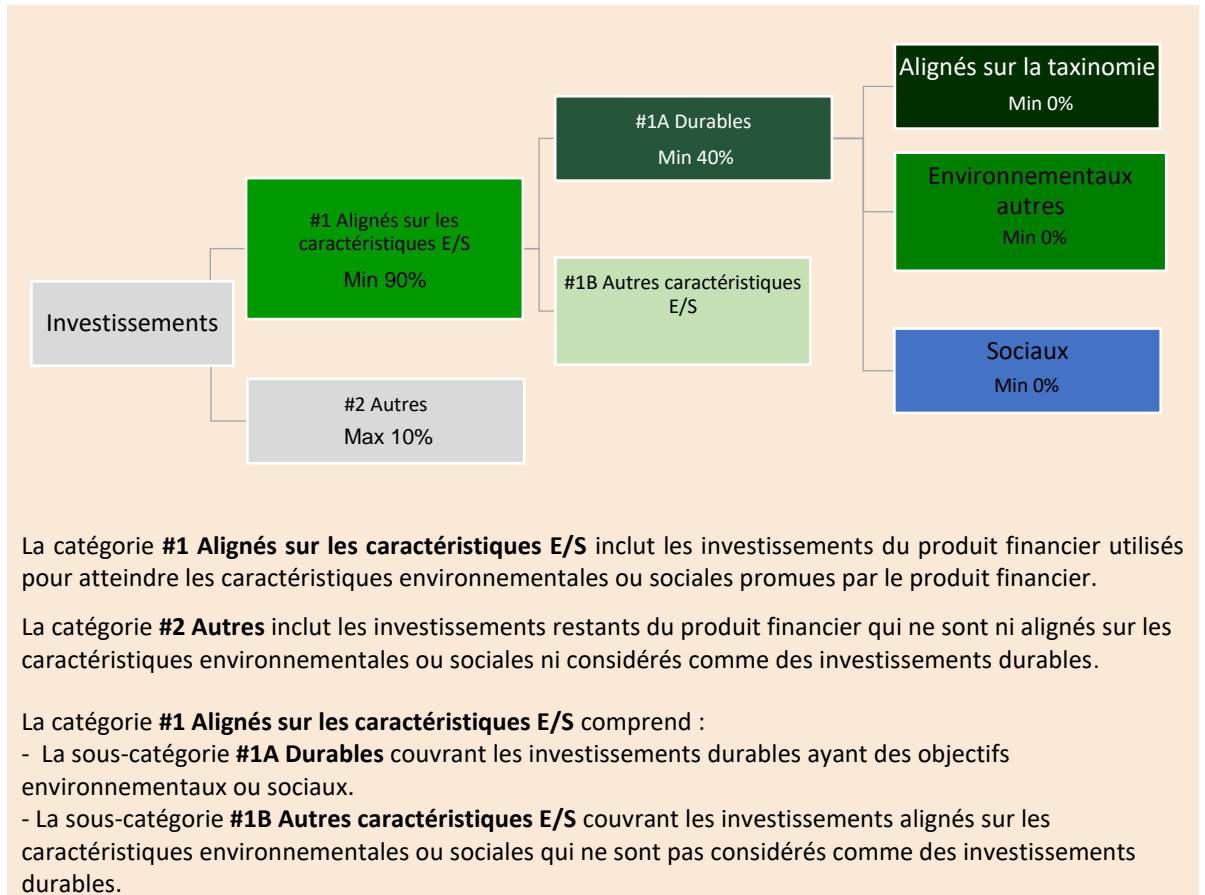 Investissements
#1 Alignés sur les
caractéristiques E/S
Min 90%
#2 Autres
Max 10%
#1A Durables
Min 40%
#1B Autres caractéristiques
E/S
Alignés sur la taxinomie
Min 0%
Environnementaux
autres
Min 0%
Sociaux
Min 0%
La catégorie #1 Alignés sur les caractéristiques E/S inclut les investissements du produit financier utilisés
pour atteindre les caractéristiques environnementales ou sociales promues par le produit financier.
La catégorie #2 Autres inclut les investissements restants du produit financier qui ne sont ni alignés sur les
caractéristiques environnementales ou sociales ni considérés comme des investissements durables.
La catégorie #1 Alignés sur les caractéristiques E/S comprend :
- La sous-catégorie #1A Durables couvrant les investissements durables ayant des objectifs
environnementaux ou sociaux.
- La sous-catégorie #1B Autres caractéristiques E/S couvrant les investissements alignés sur les
caractéristiques environnementales ou sociales qui ne sont pas considérés comme des investissements
durables.